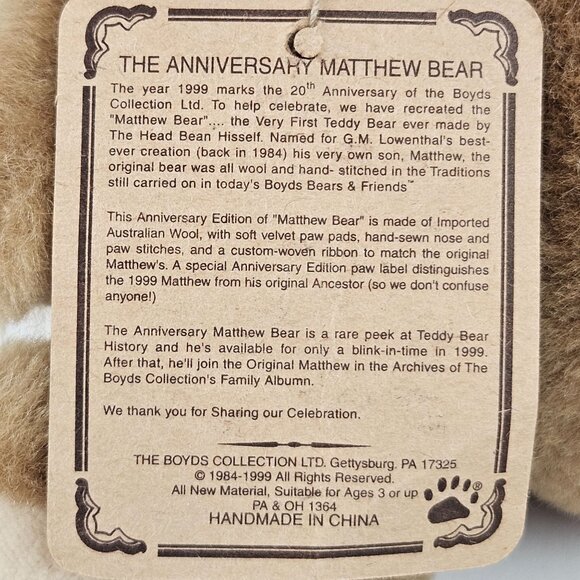 THE ANNIVERSARY MATTHEW BEAR
The year 1999 marks the 20th Anniversary of the Boyds
Collection Ltd. To help celebrate, we have recreated the
"Matthew Bear".... the Very First Teddy Bear ever made by
The Head Bean Hisself. Named for G.M. Lowenthal's best-
ever creation (back in 1984) his very own son, Matthew, the
original bear was all wool and hand- stitched in the Traditions
still carried on in today's Boyds Bears & Friends™
This Anniversary Edition of "Matthew Bear" is made of Imported
Australian Wool, with soft velvet paw pads, hand-sewn nose and
paw stitches, and a custom-woven ribbon to match the original
Matthew's. A special Anniversary Edition paw label distinguishes
the 1999 Matthew from his original Ancestor (so we don't confuse
anyone!)
The Anniversary Matthew Bear is a rare peek at Teddy Bear
History and he's available for only a blink-in-time in 1999.
After that, he'll join the Original Matthew in the Archives of The
Boyds Collection's Family Albumn.
We thank you for Sharing our Celebration.
THE BOYDS COLLECTION LTD. Gettysburg, PA 17325
© 1984-1999 All Rights Reserved.
All New Material, Suitable for Ages 3 or up ®
PA & OH 1364
HANDMADE IN CHINA